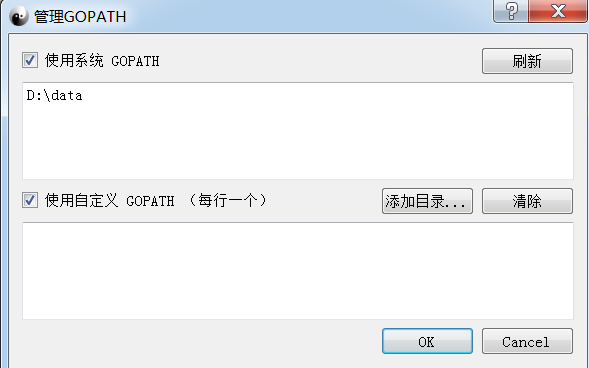 管理GOPATH
使用系统 GOPATH
刷新
D:\data
使用自定义 GOPATH （每行一个）
添加目录...
清除
OK
Cancel